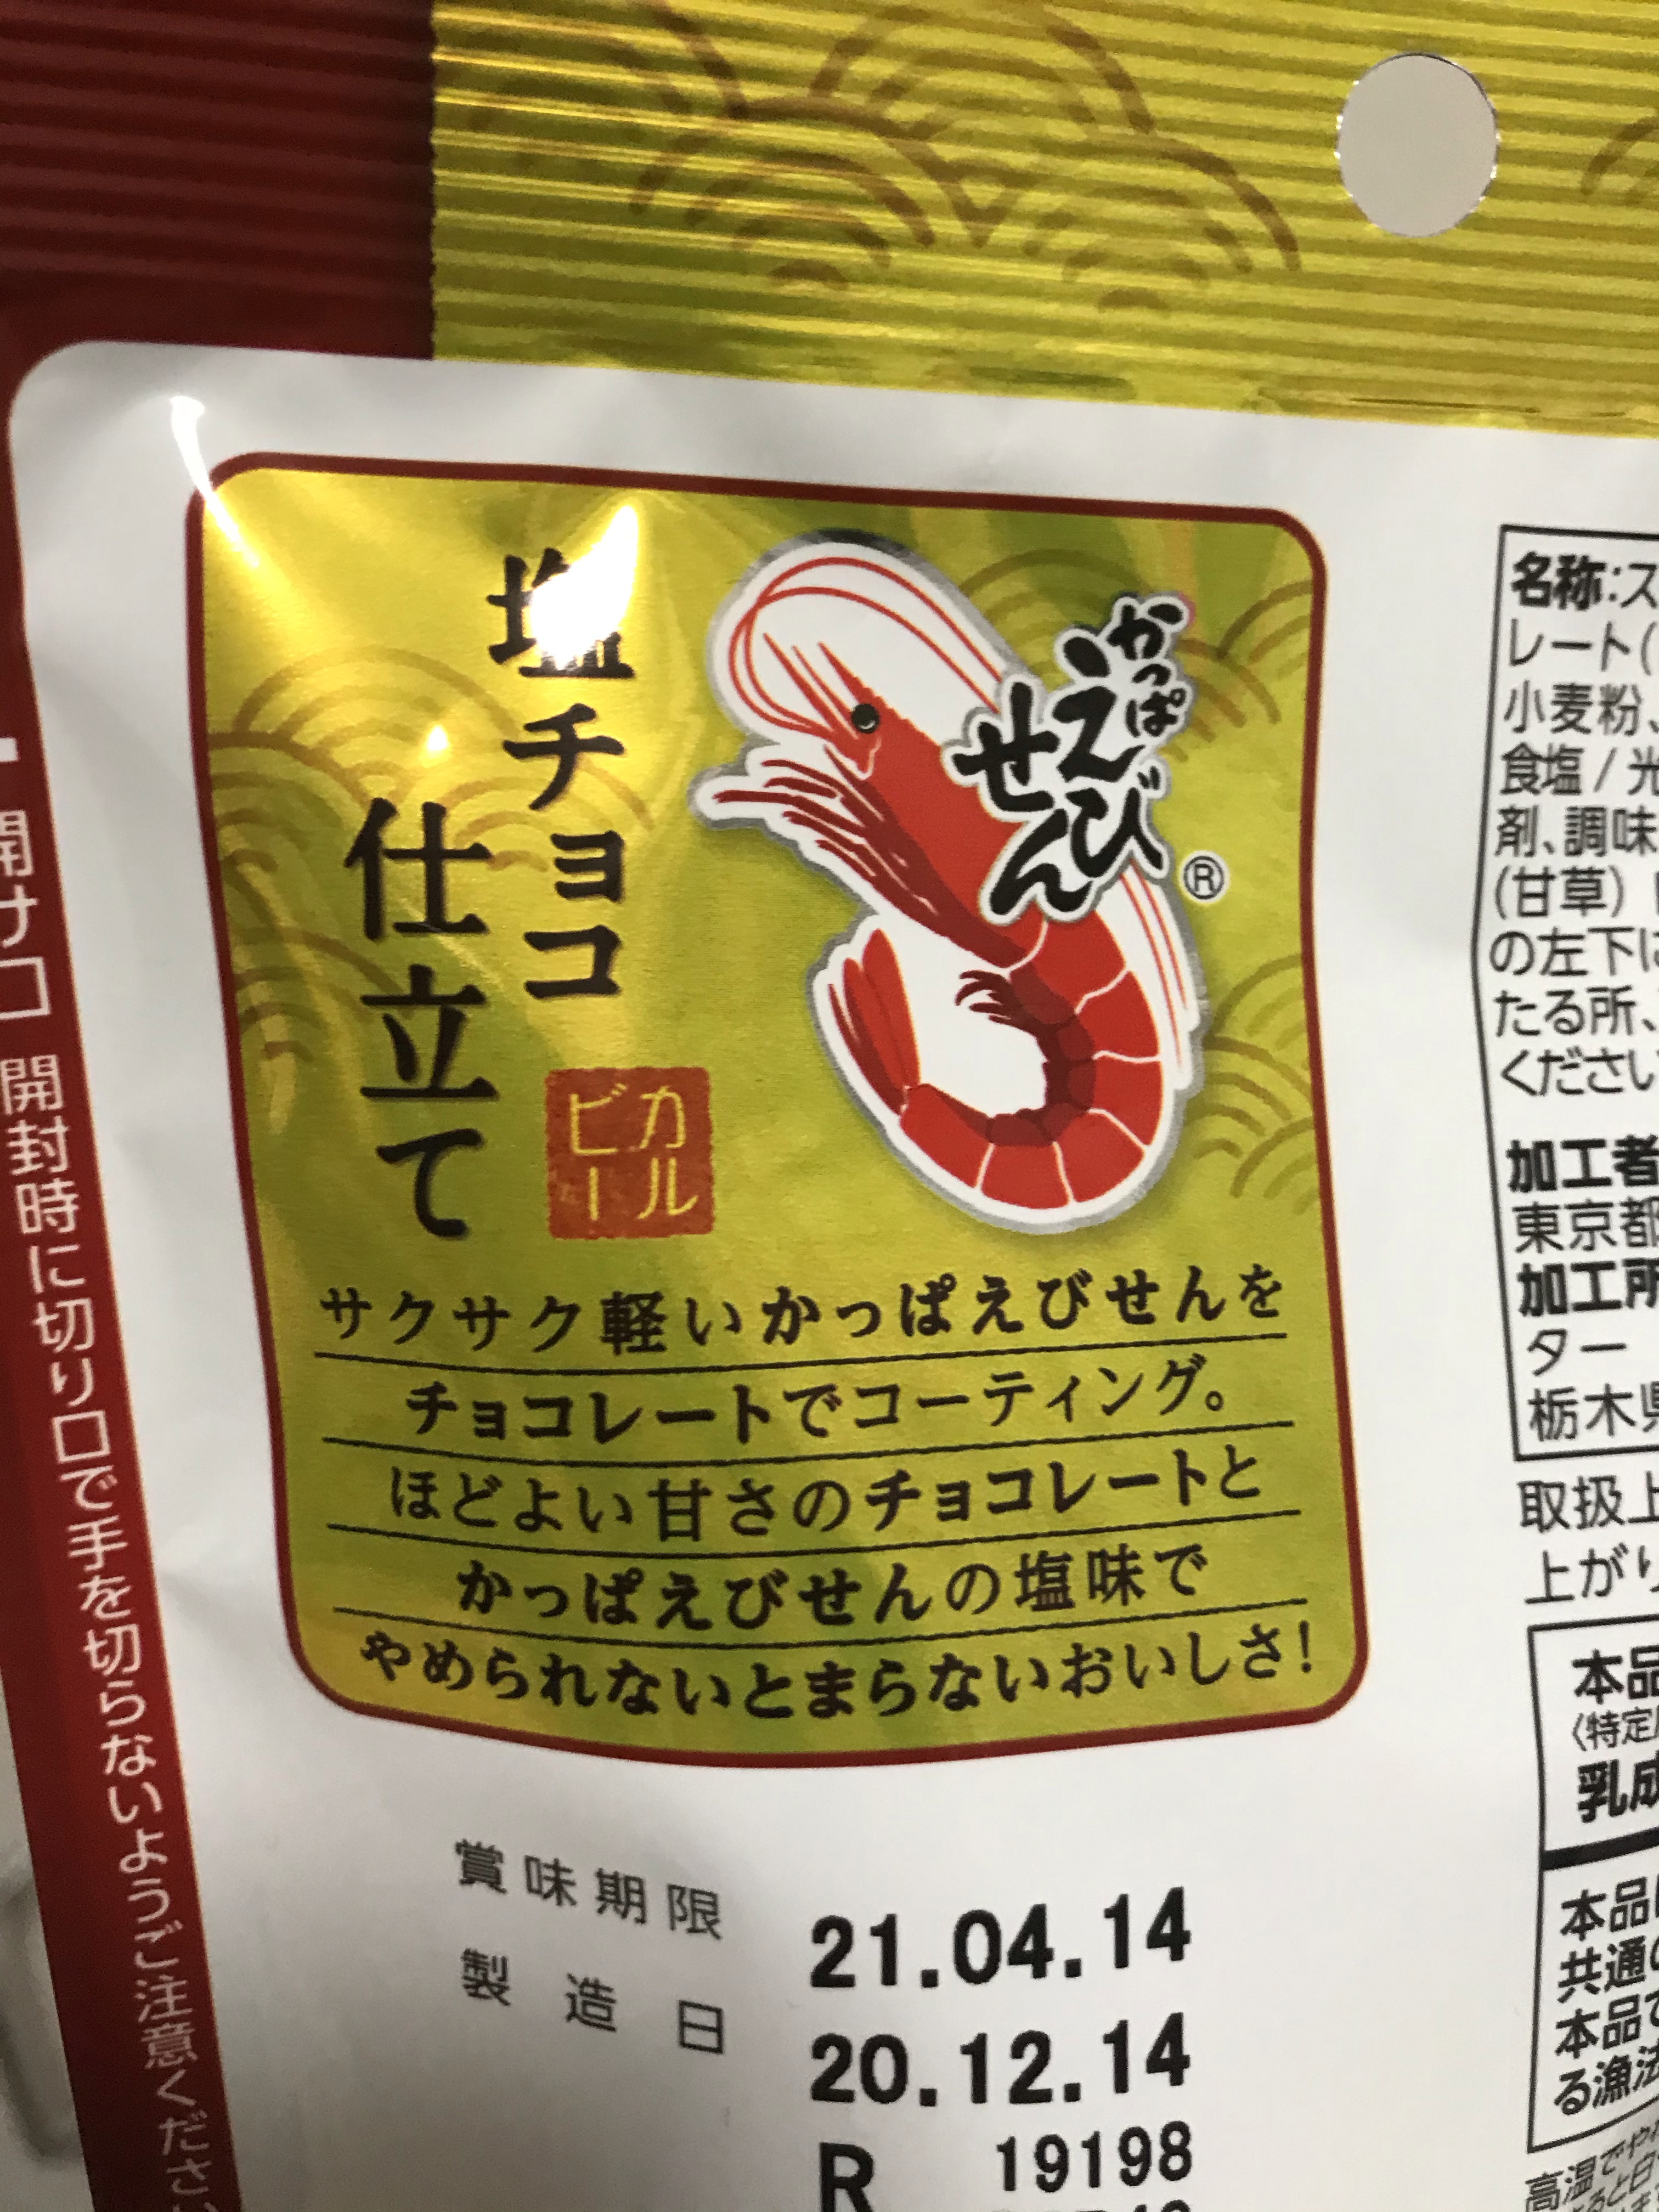 かっぱ
えび
せん
®
塩チョコ
仕立て
カル
ビー
サクサク軽いかっぱえびせんを
チョコレートでコーティング。
ほどよい甘さのチョコレートと
かっぱえびせんの塩味で
やめられないとまらないおいしさ!
賞味期限 21.04.14
製造日 20.12.14
R 19198
開け口 開封時に切り口で手を切らないようご注意ください
名称:ス
レート(
小麦粉、
食塩/光
剤、調味
(甘草)
の左下に
たる所、
ください
加工者
東京都
加工所
ター
栃木県
取扱上
上がり
本品
〈特定
乳成
本品
共通の
本品で
る漁法
高温でや
ると白